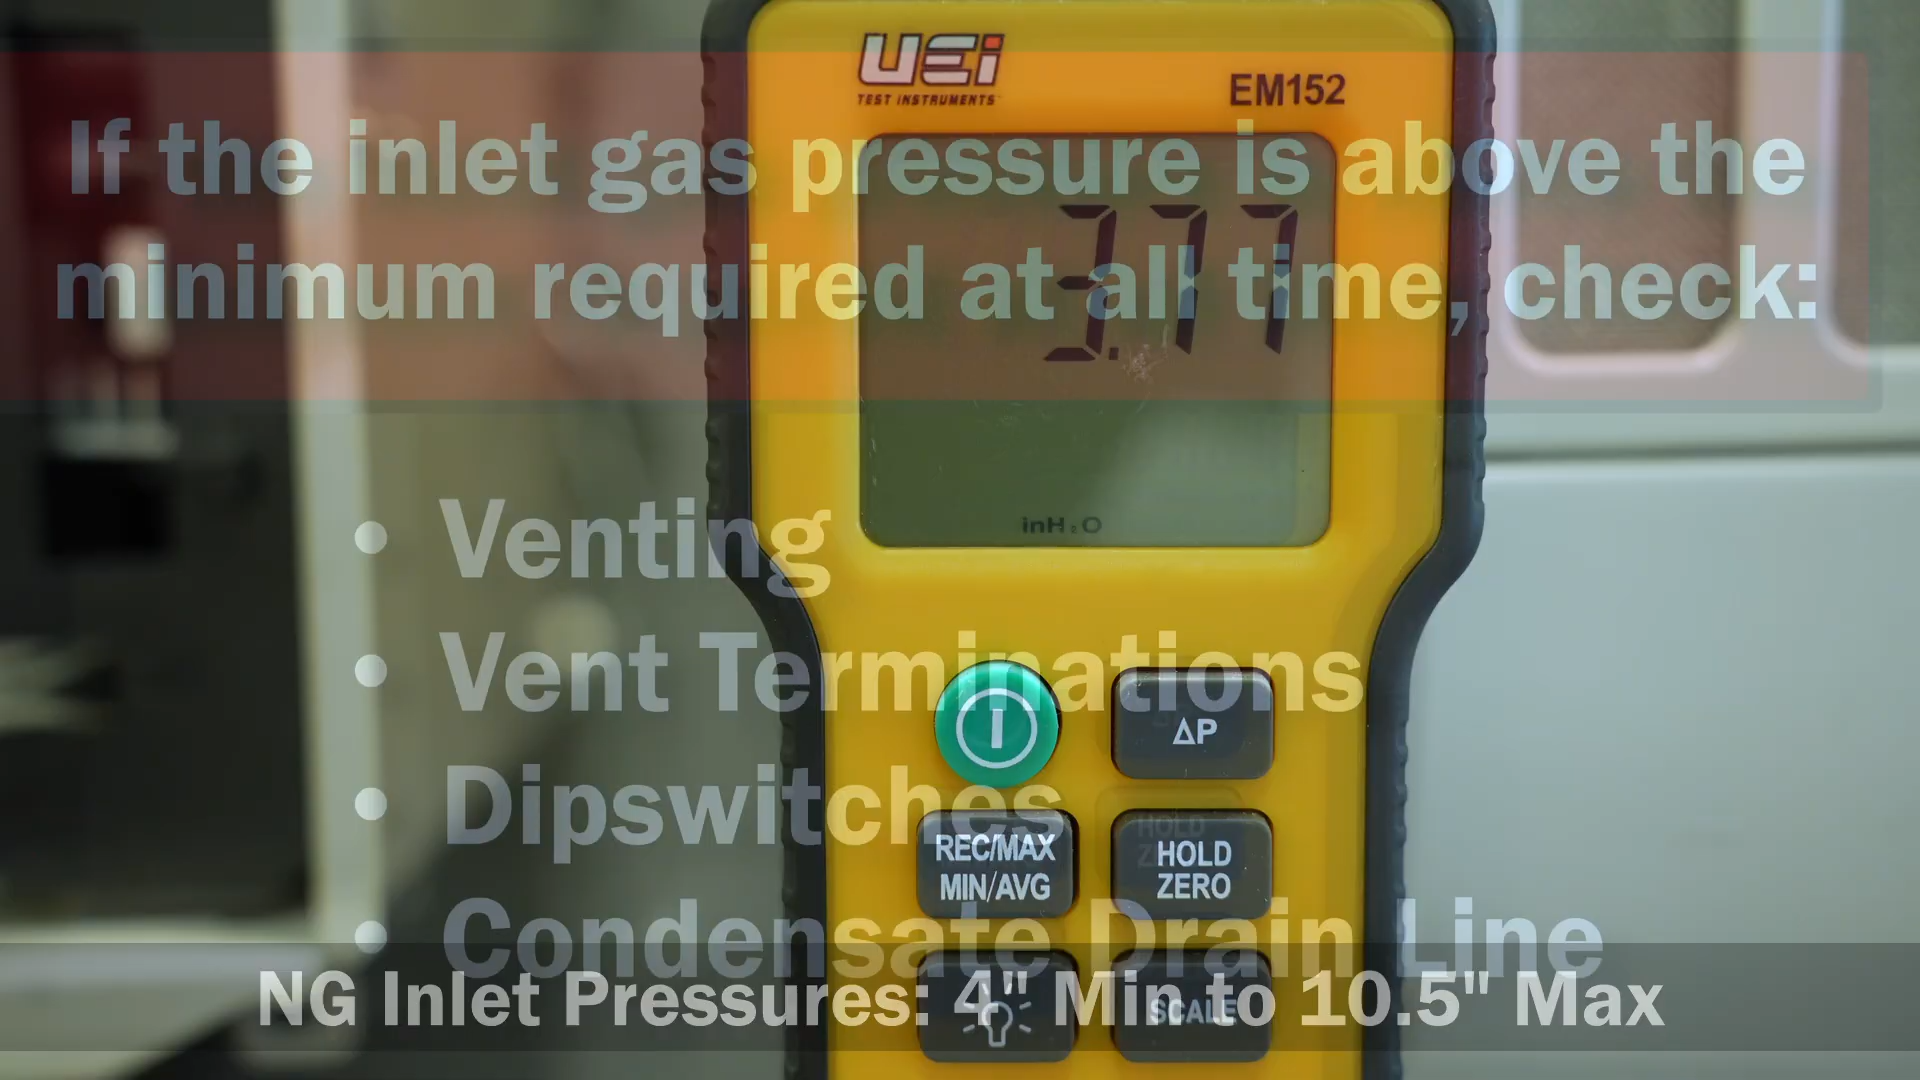 UEi
TEST INSTRUMENTS
EM152
If the inlet gas pressure is above the
minimum required at all time, check:
3.77
inH₂O
• Venting
• Vent Terminations
• Dipswitches
• Condensate Drain Line
ΔP
REC/MAX
MIN/AVG
HOLD
ZERO
SCALE
NG Inlet Pressures: 4" Min to 10.5" Max